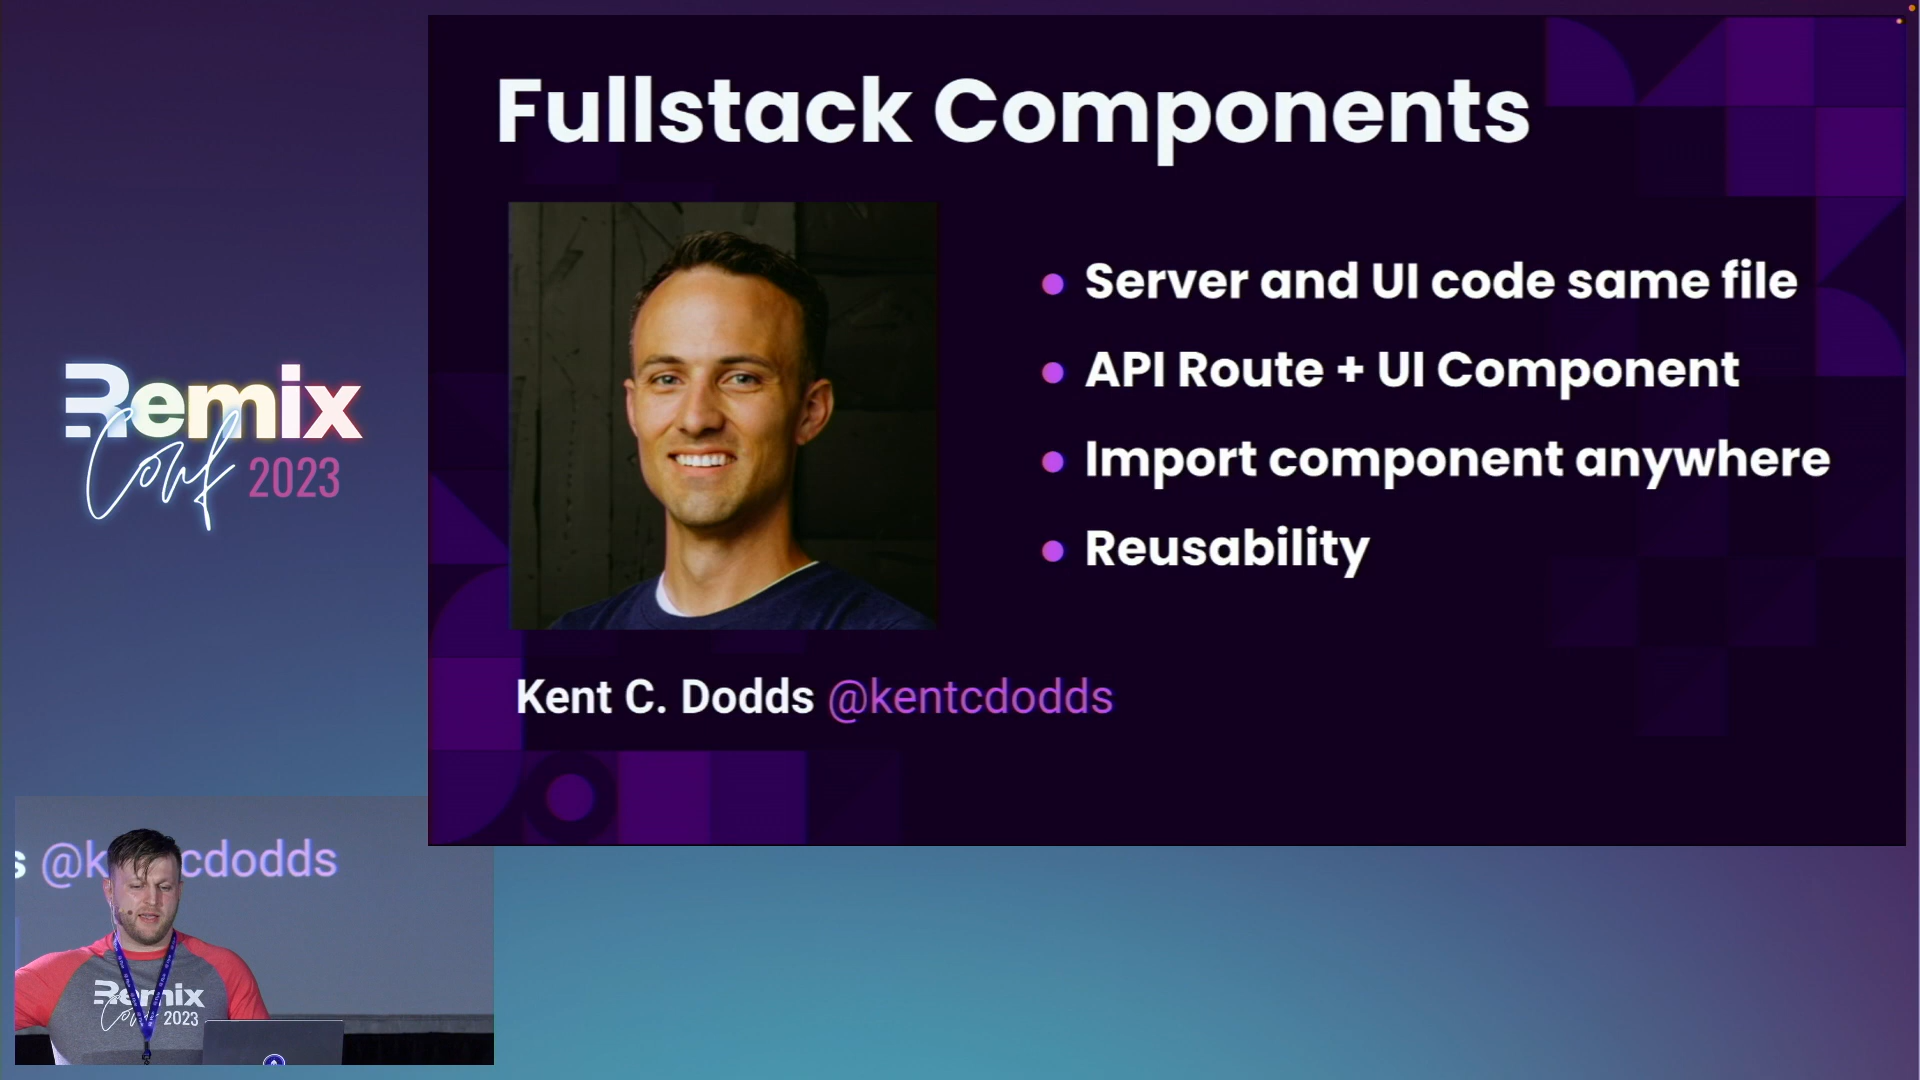 Fullstack Components
Server and UI code same file
API Route + UI Component
Import component anywhere
Reusability
Kent C. Dodds @kentcdodds
Remix
Conf 2023
s @k cdodds
Remix
Conf 2023